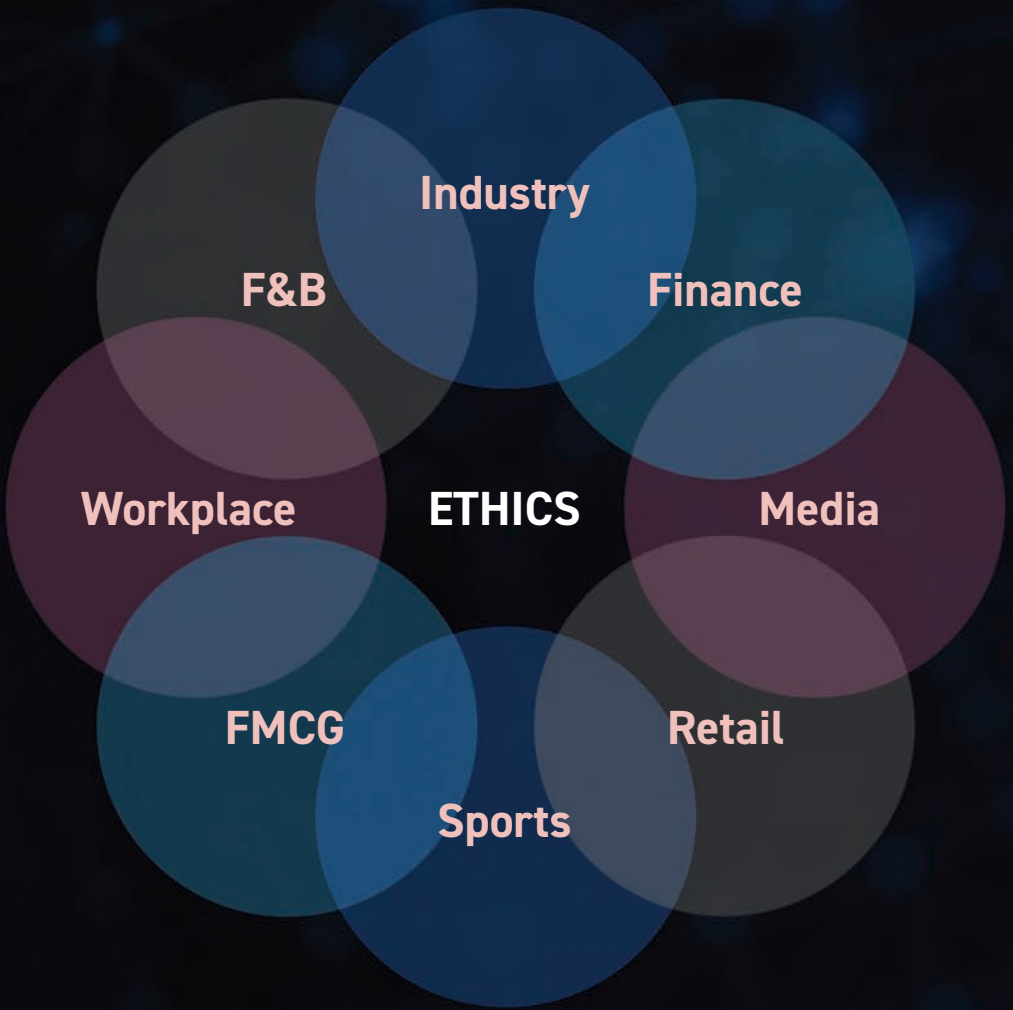 Industry
F&B
Finance
Workplace
ETHICS
Media
FMCG
Retail
Sports